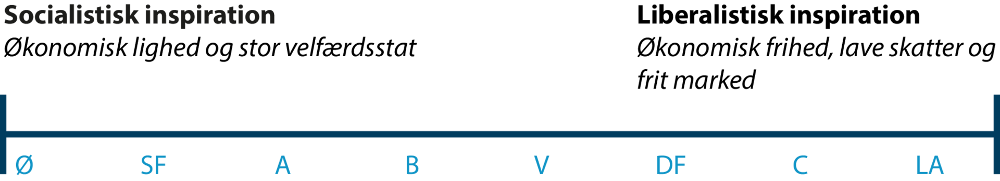 Socialistisk inspiration
Økonomisk lighed og stor velfærdsstat
Liberalistisk inspiration
Økonomisk frihed, lave skatter og
frit marked
Ø SF A B V DF C LA